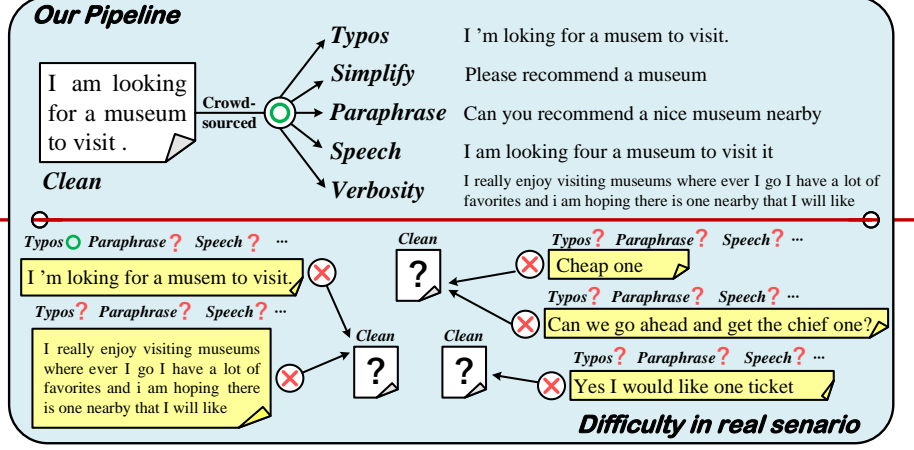 Our Pipeline
I am looking
for a museum
to visit .
Clean
Crowd-
sourced
Typos I 'm loking for a musem to visit.
Simplify Please recommend a museum
Paraphrase Can you recommend a nice museum nearby
Speech I am looking four a museum to visit it
Verbosity I really enjoy visiting museums where ever I go I have a lot of
favorites and i am hoping there is one nearby that I will like
Typos Paraphrase ? Speech ? ...
I 'm loking for a musem to visit.
Typos ? Paraphrase ? Speech ? ...
I really enjoy visiting museums
where ever I go I have a lot of
favorites and i am hoping there
is one nearby that I will like
Clean
?
Clean
?
Clean
?
Typos ? Paraphrase ? Speech ? ...
Cheap one
Typos ? Paraphrase ? Speech ? ...
Can we go ahead and get the chief one?
Typos ? Paraphrase ? Speech ? ...
Yes I would like one ticket
Difficulty in real senario